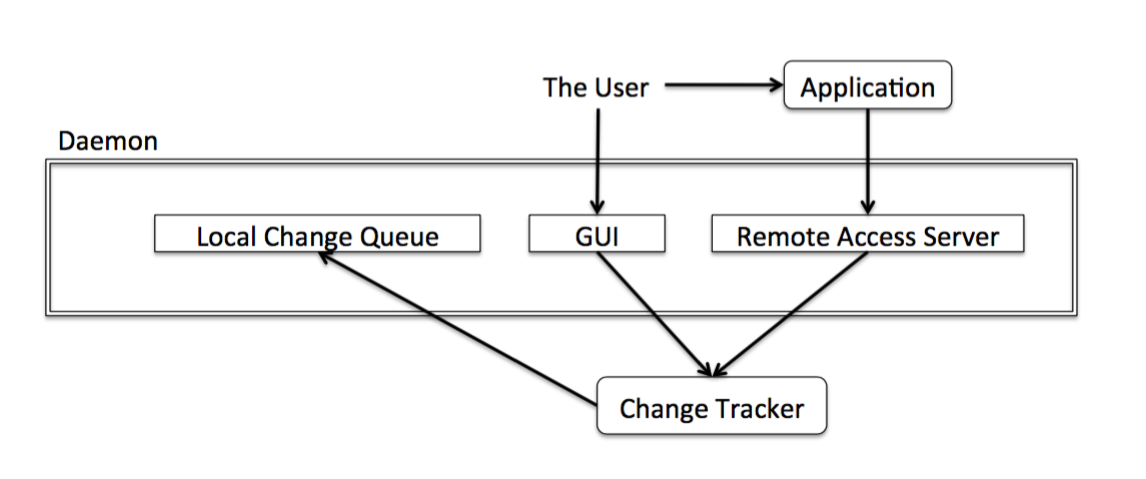 The User
Application
Daemon
Local Change Queue
GUI
Remote Access Server
Change Tracker